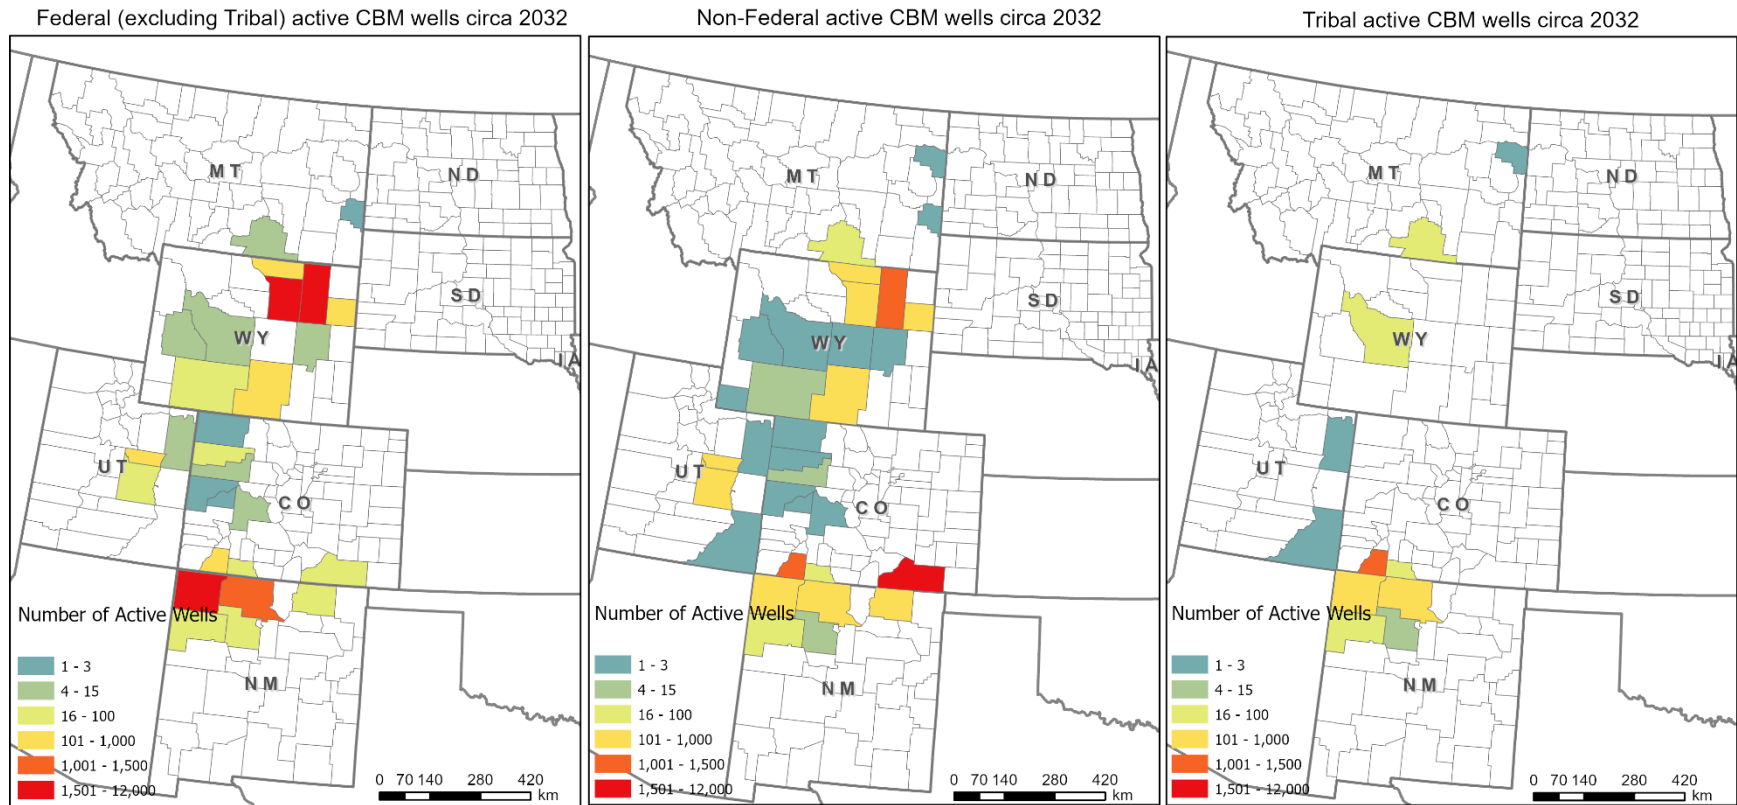 Federal (excluding Tribal) active CBM wells circa 2032
MT
ND
SD
WY
IA
UT
CO
NM
Number of Active Wells
1 - 3
4 - 15
16 - 100
101 - 1,000
1,001 - 1,500
1,501 - 12,000
0 70 140 280 420
km
Non-Federal active CBM wells circa 2032
MT
ND
SD
WY
IA
UT
CO
NM
Number of Active Wells
1 - 3
4 - 15
16 - 100
101 - 1,000
1,001 - 1,500
1,501 - 12,000
0 70 140 280 420
km
Tribal active CBM wells circa 2032
MT
ND
SD
WY
IA
UT
CO
NM
Number of Active Wells
1 - 3
4 - 15
16 - 100
101 - 1,000
1,001 - 1,500
1,501 - 12,000
0 70 140 280 420
km